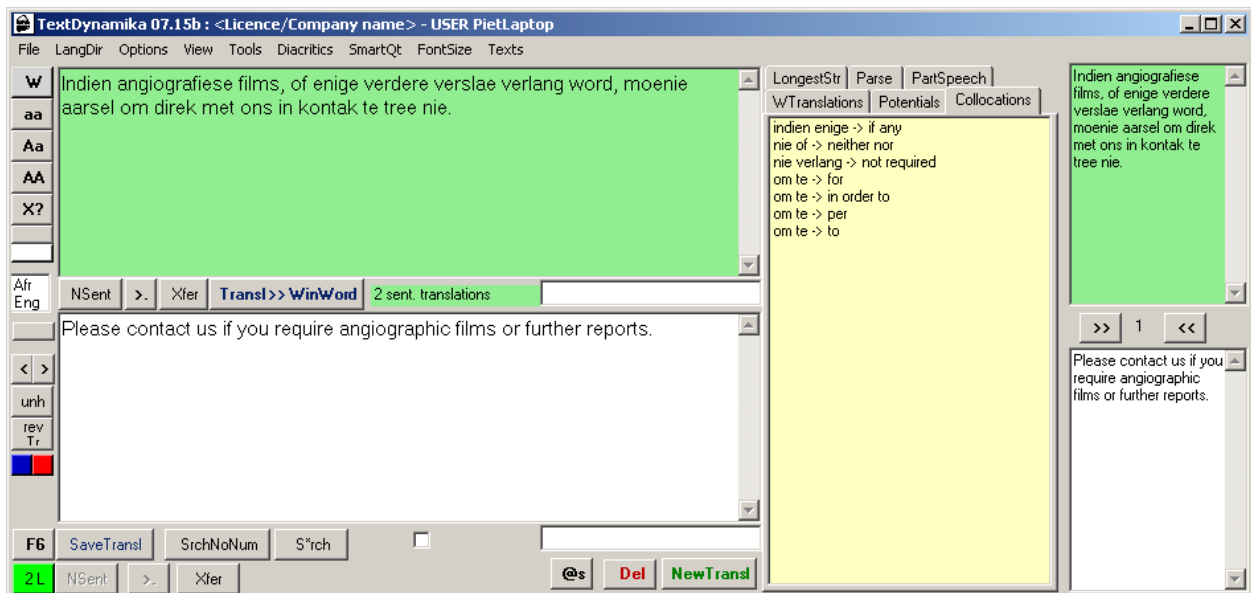 TextDynamika 07.15b : <Licence/Company name> - USER PietLaptop
File LangDir Options View Tools Diacritics SmartQt FontSize Texts
W
aa
Aa
AA
X?
Afr
Eng
< >
unh
rev
Tr
Indien angiografiese films, of enige verdere verslae verlang word, moenie
aarsel om direk met ons in kontak te tree nie.
NSent >. Xfer Transl>> WinWord 2 sent. translations
Please contact us if you require angiographic films or further reports.
F6 SaveTransl SrchNoNum S*rch
2 L NSent >. Xfer @s Del NewTransl
LongestStr Parse PartSpeech
WTranslations Potentials Collocations
indien enige -> if any
nie of -> neither nor
nie verlang -> not required
om te -> for
om te -> in order to
om te -> per
om te -> to
Indien angiografiese
films, of enige verdere
verslae verlang word,
moenie aarsel om direk
met ons in kontak te
tree nie.
>> 1 <<
Please contact us if you
require angiographic
films or further reports.